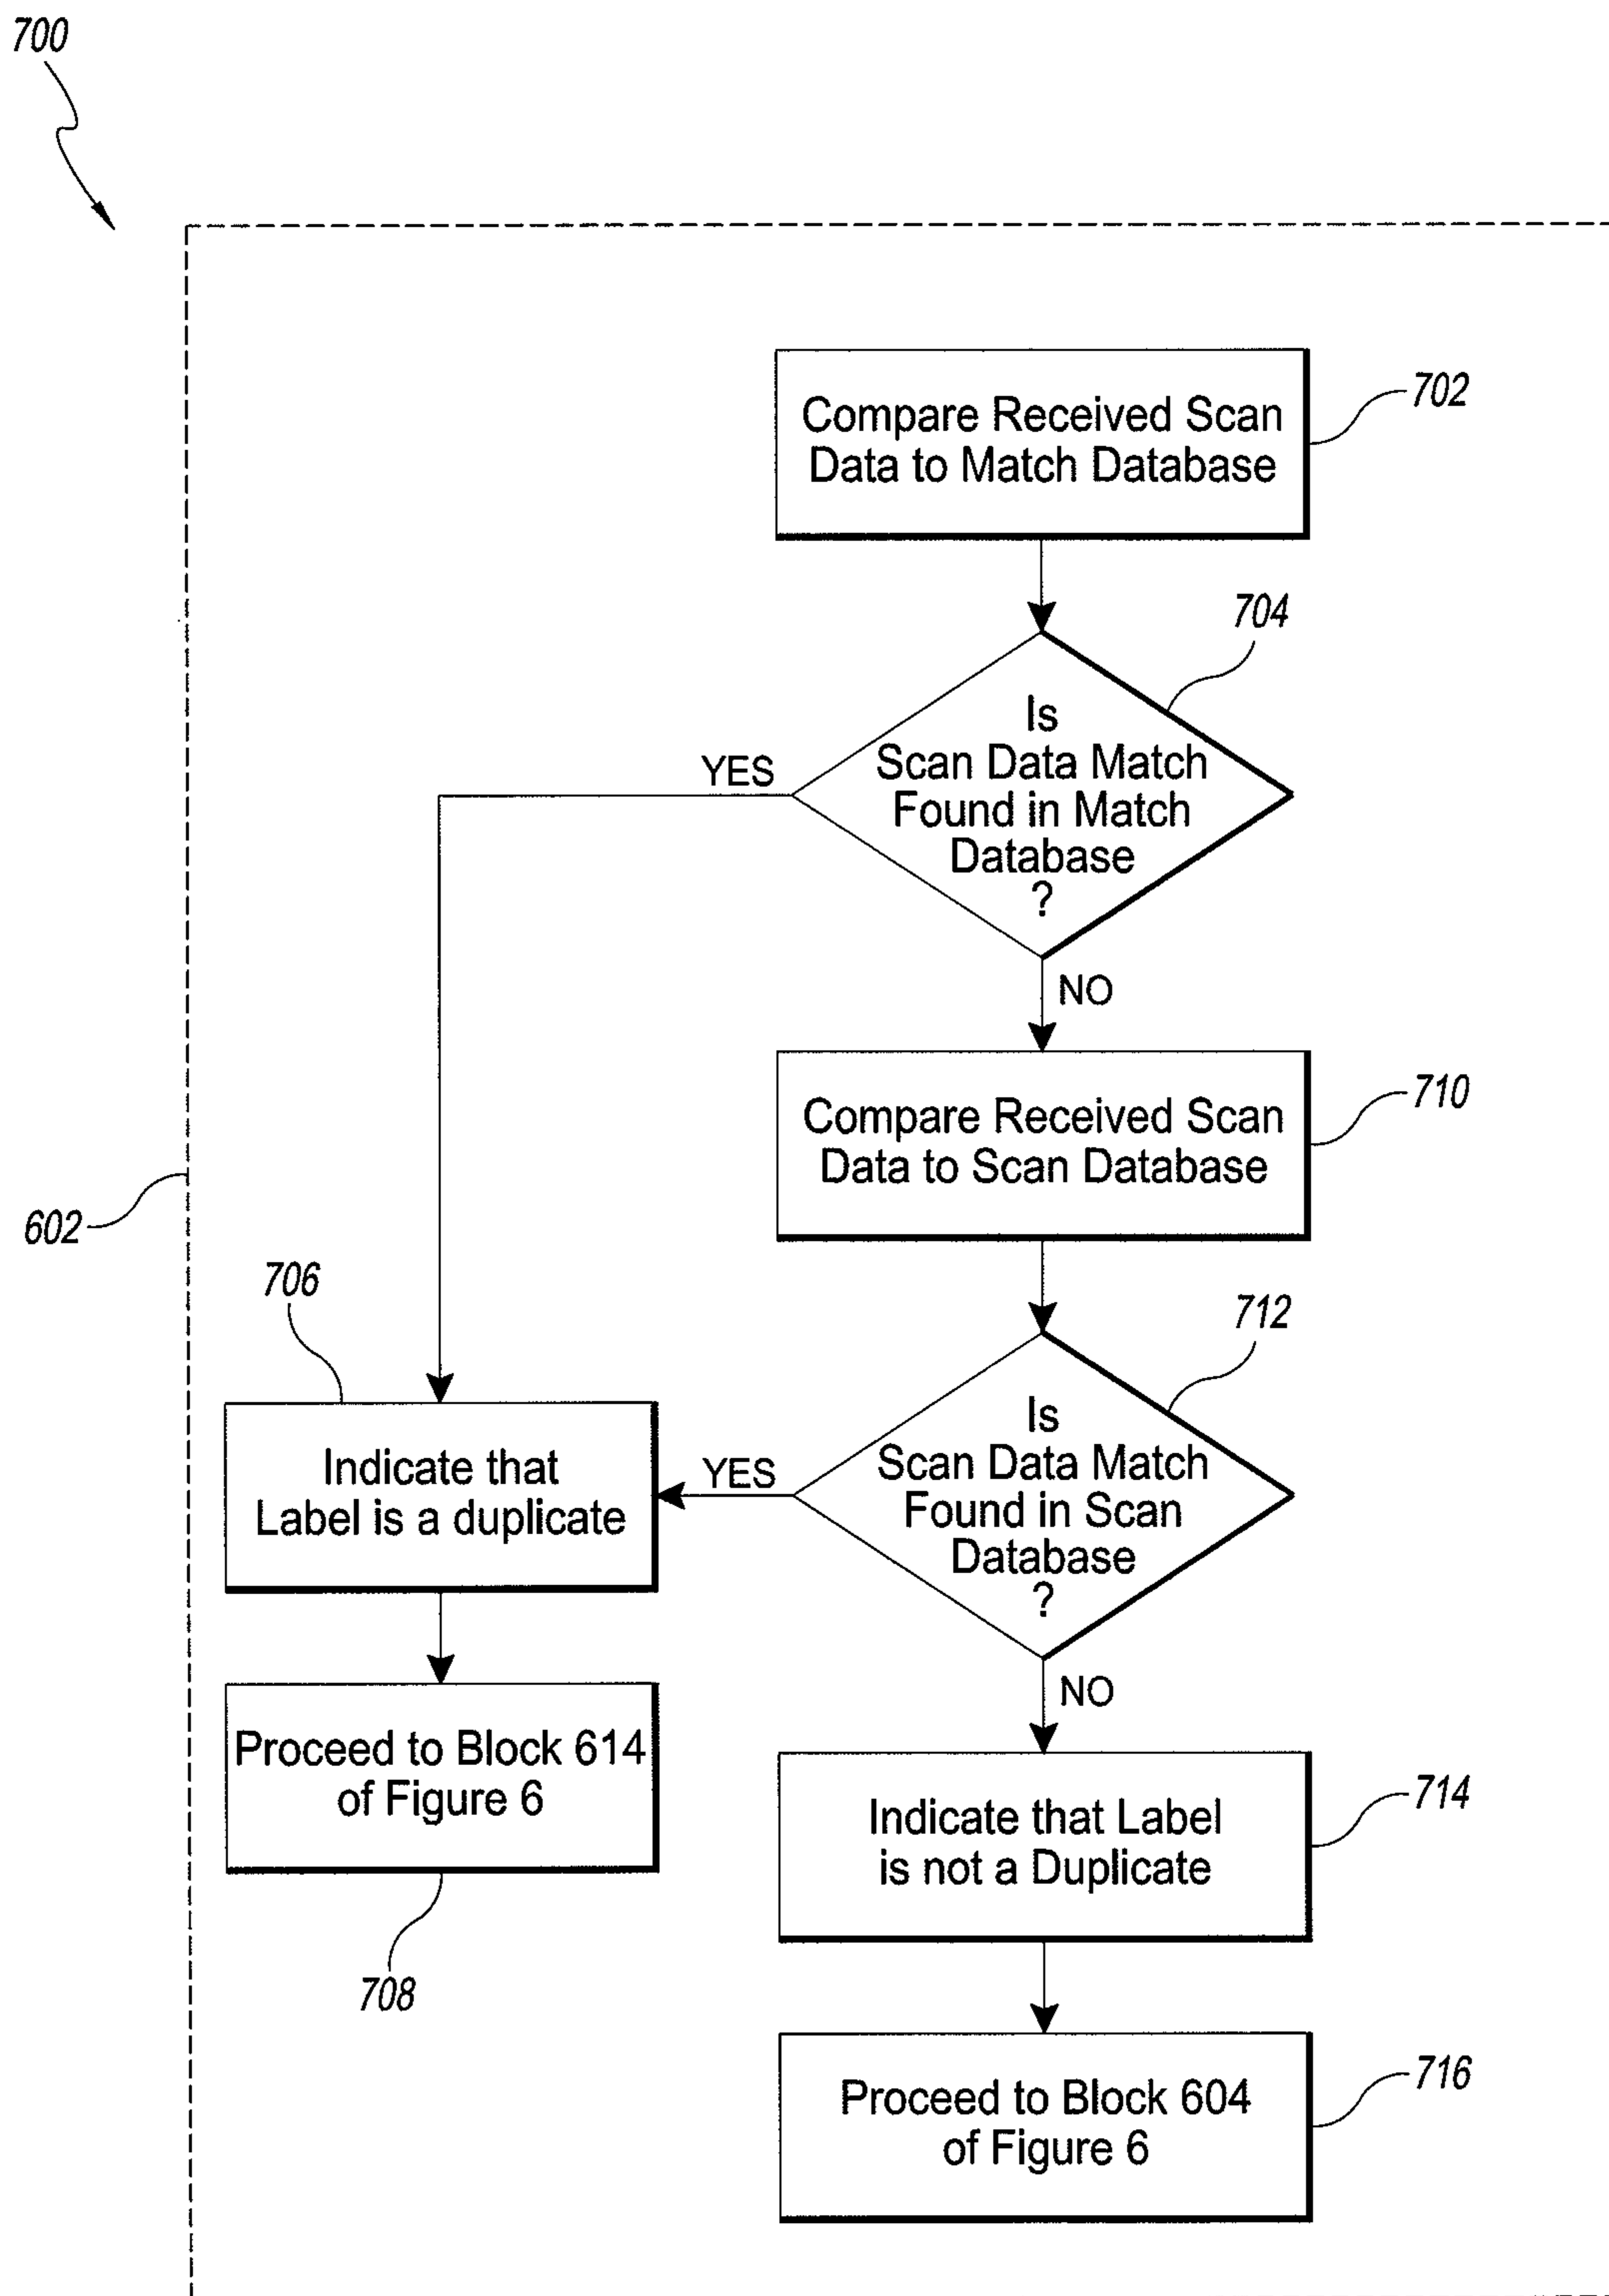 700
Compare Received Scan
Data to Match Database
702
704
Is
Scan Data Match
Found in Match
Database
?
YES
NO
Compare Received Scan
Data to Scan Database
710
602
706
712
Is
Scan Data Match
Found in Scan
Database
?
YES
Indicate that
Label is a duplicate
NO
Proceed to Block 614
of Figure 6
708
Indicate that Label
is not a Duplicate
714
Proceed to Block 604
of Figure 6
716